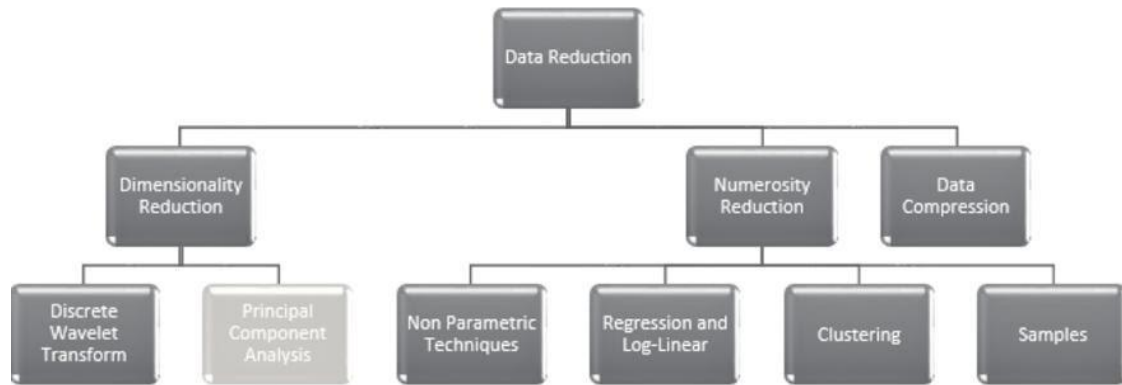 Data Reduction
Dimensionality
Reduction
Numerosity
Reduction
Data
Compression
Discrete
Wavelet
Transform
Principal
Component
Analysis
Non Parametric
Techniques
Regression and
Log-Linear
Clustering
Samples